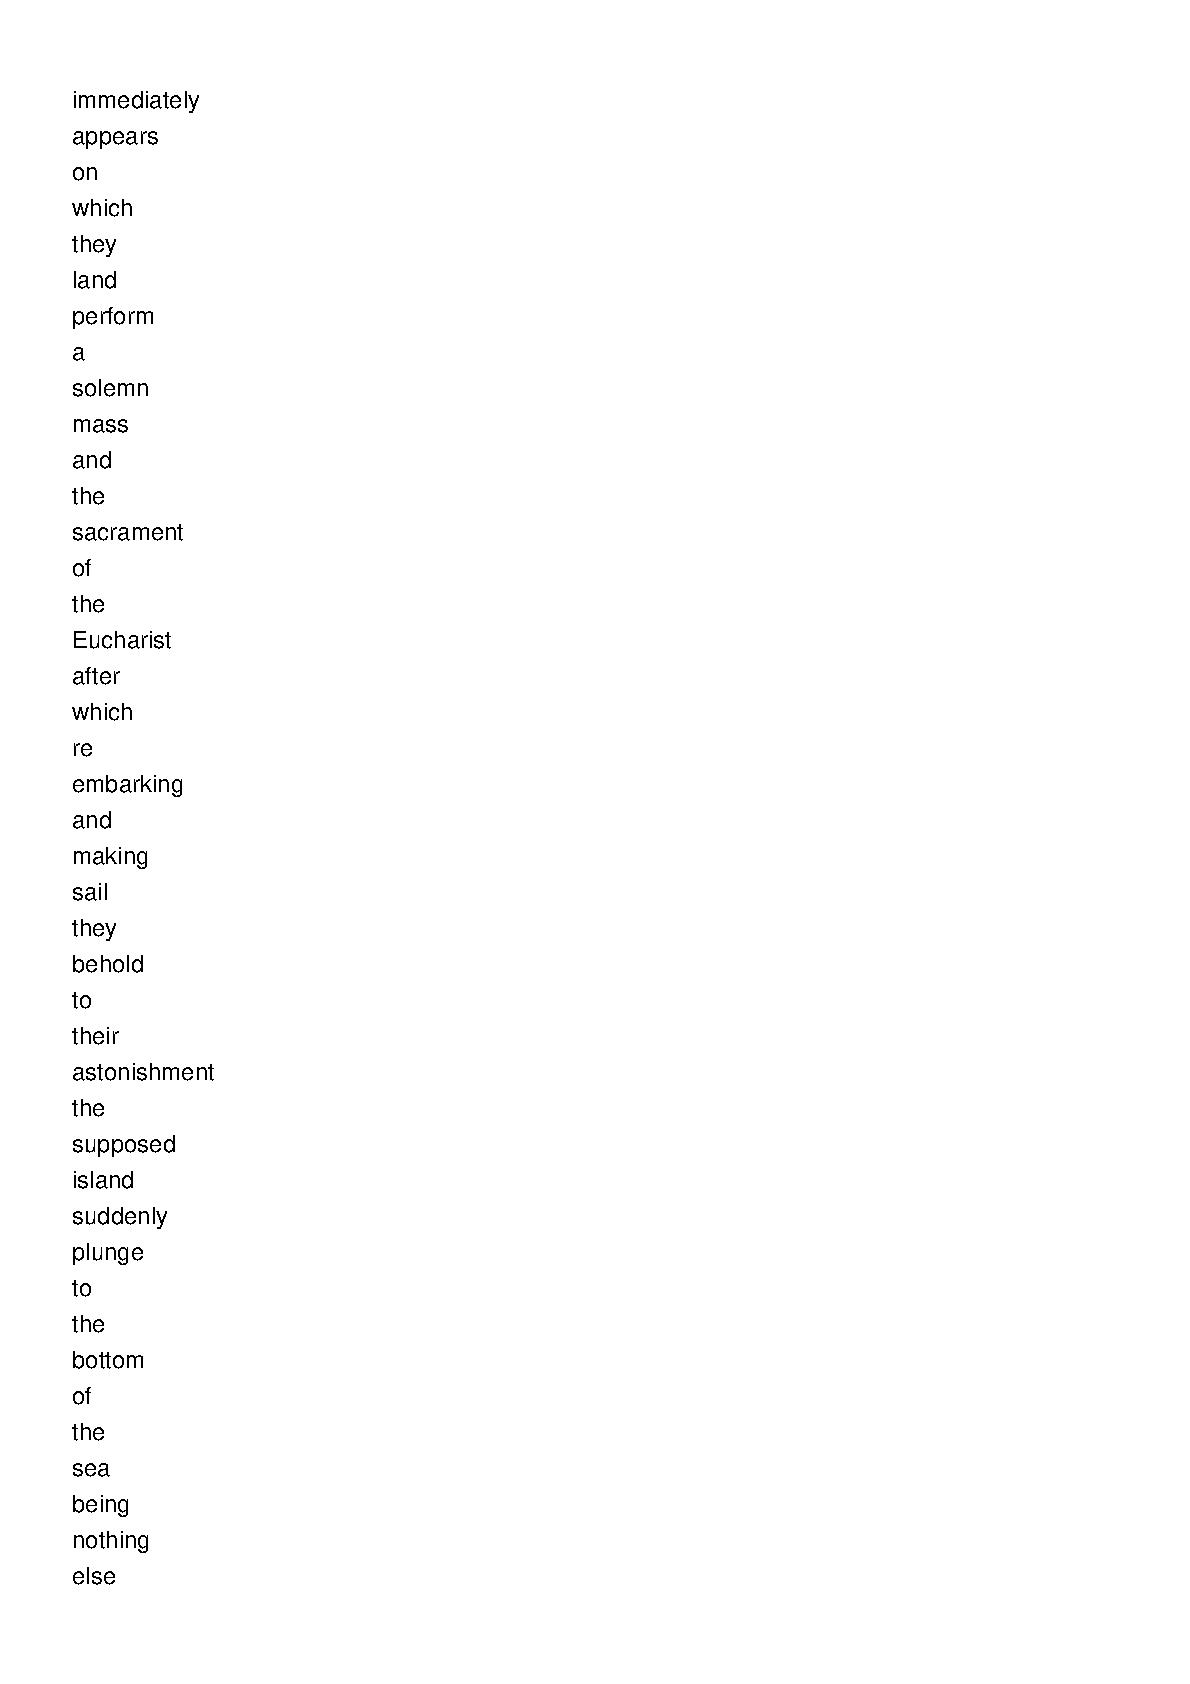 immediately
appears
on
which
they
land
perform
a
solemn
mass
and
the
sacrament
of
the
Eucharist
after
which
re
embarking
and
making
sail
they
behold
to
their
astonishment
the
supposed
island
suddenly
plunge
to
the
bottom
of
the
sea
being
nothing
else